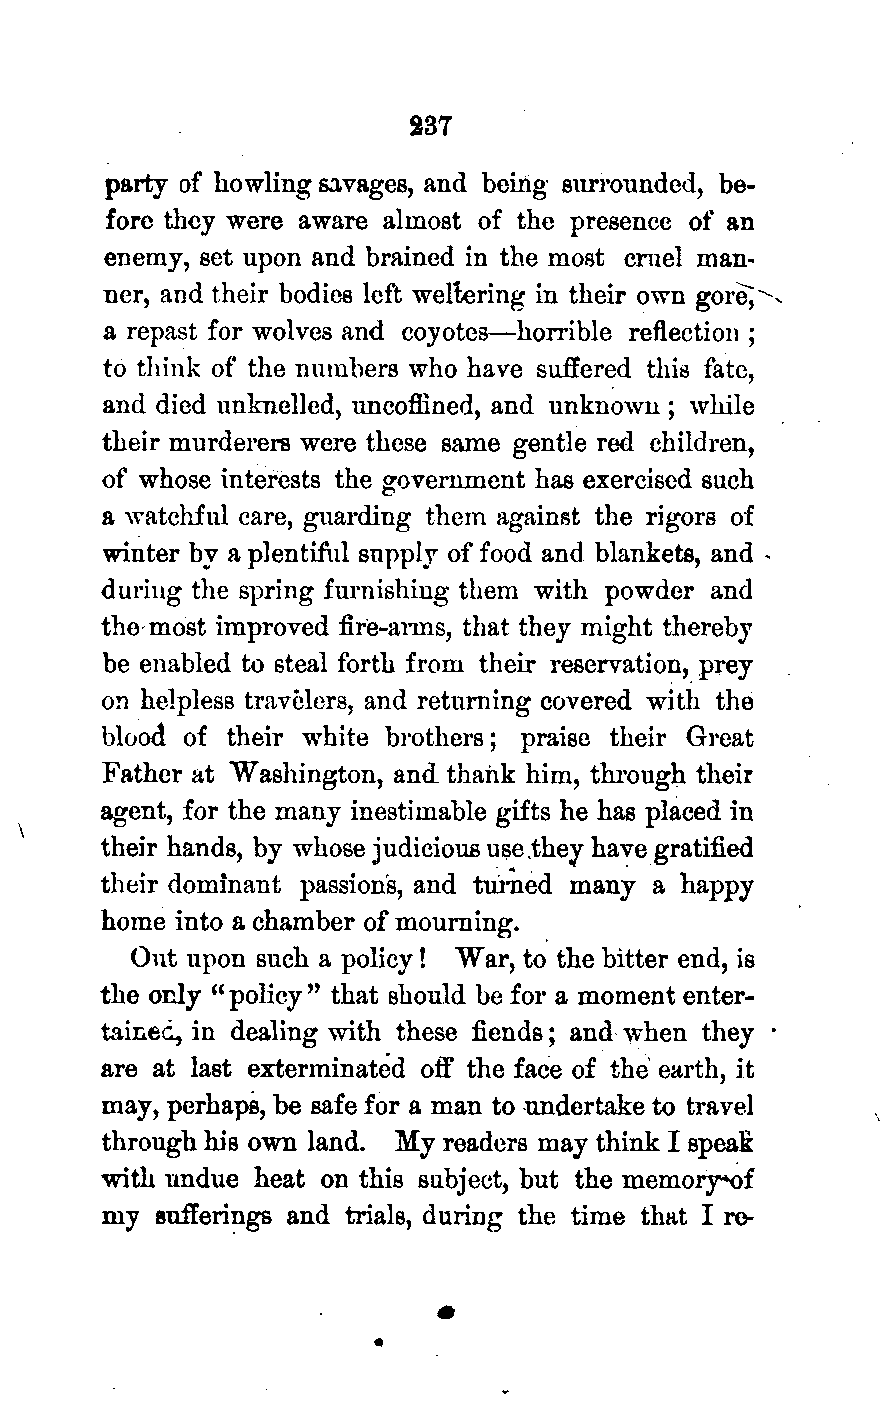 237
party of howling savages, and being surrounded, be-
fore they were aware almost of the presence of an
enemy, set upon and brained in the most cruel man-
ner, and their bodies left weltering in their own gore,
a repast for wolves and coyotes—horrible reflection ;
to think of the numbers who have suffered this fate,
and died unknelled, uncoffined, and unknown ; while
their murderers were these same gentle red children,
of whose interests the government has exercised such
a watchful care, guarding them against the rigors of
winter by a plentiful supply of food and blankets, and
during the spring furnishing them with powder and
the most improved fire-arms, that they might thereby
be enabled to steal forth from their reservation, prey
on helpless travelers, and returning covered with the
blood of their white brothers ; praise their Great
Father at Washington, and thank him, through their
agent, for the many inestimable gifts he has placed in
their hands, by whose judicious use they have gratified
their dominant passions, and turned many a happy
home into a chamber of mourning.
Out upon such a policy ! War, to the bitter end, is
the only “policy” that should be for a moment enter-
tained, in dealing with these fiends ; and when they
are at last exterminated off the face of the earth, it
may, perhaps, be safe for a man to undertake to travel
through his own land. My readers may think I speak
with undue heat on this subject, but the memory of
my sufferings and trials, during the time that I re-